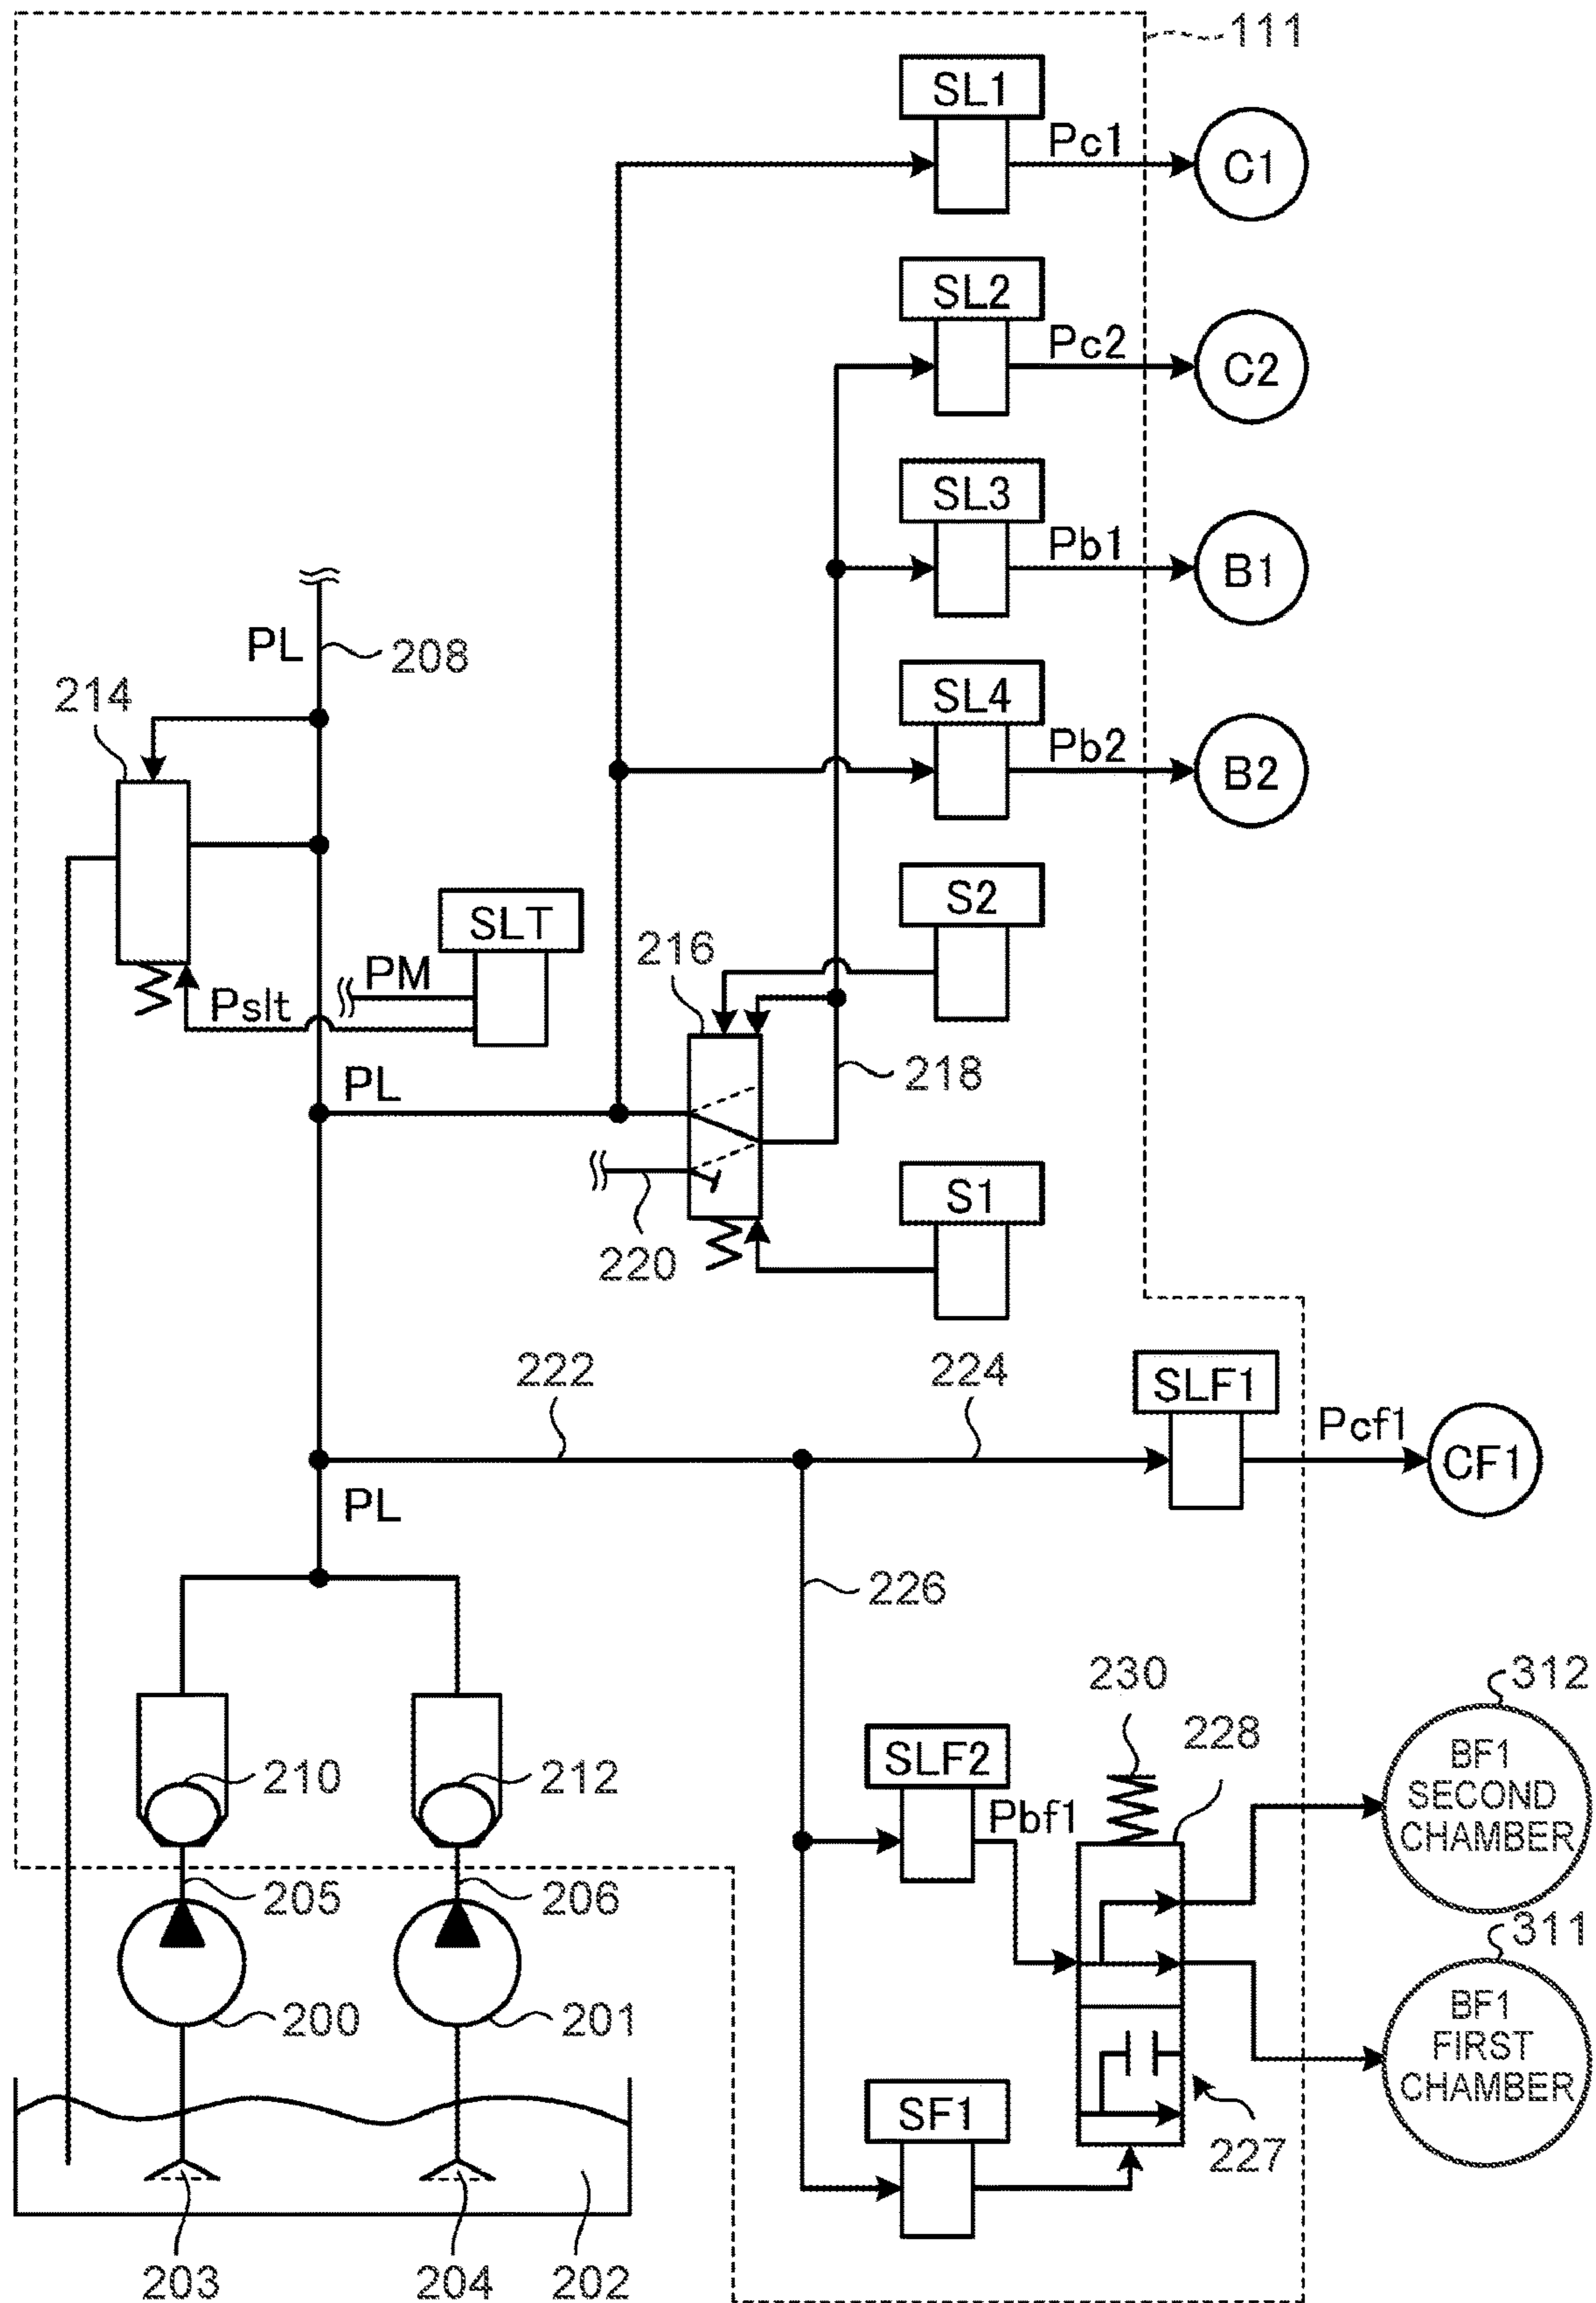 111
SL1
Pc1
C1
SL2
Pc2
C2
SL3
Pb1
B1
PL
208
214
SL4
Pb2
B2
SLT
S2
216
PM
Pslt
218
PL
S1
220
222
224
SLF1
Pcf1
CF1
PL
226
230
312
228
210
212
SLF2
Pbf1
BF1
SECOND
CHAMBER
205
206
311
200
201
BF1
FIRST
CHAMBER
SF1
227
203
204
202